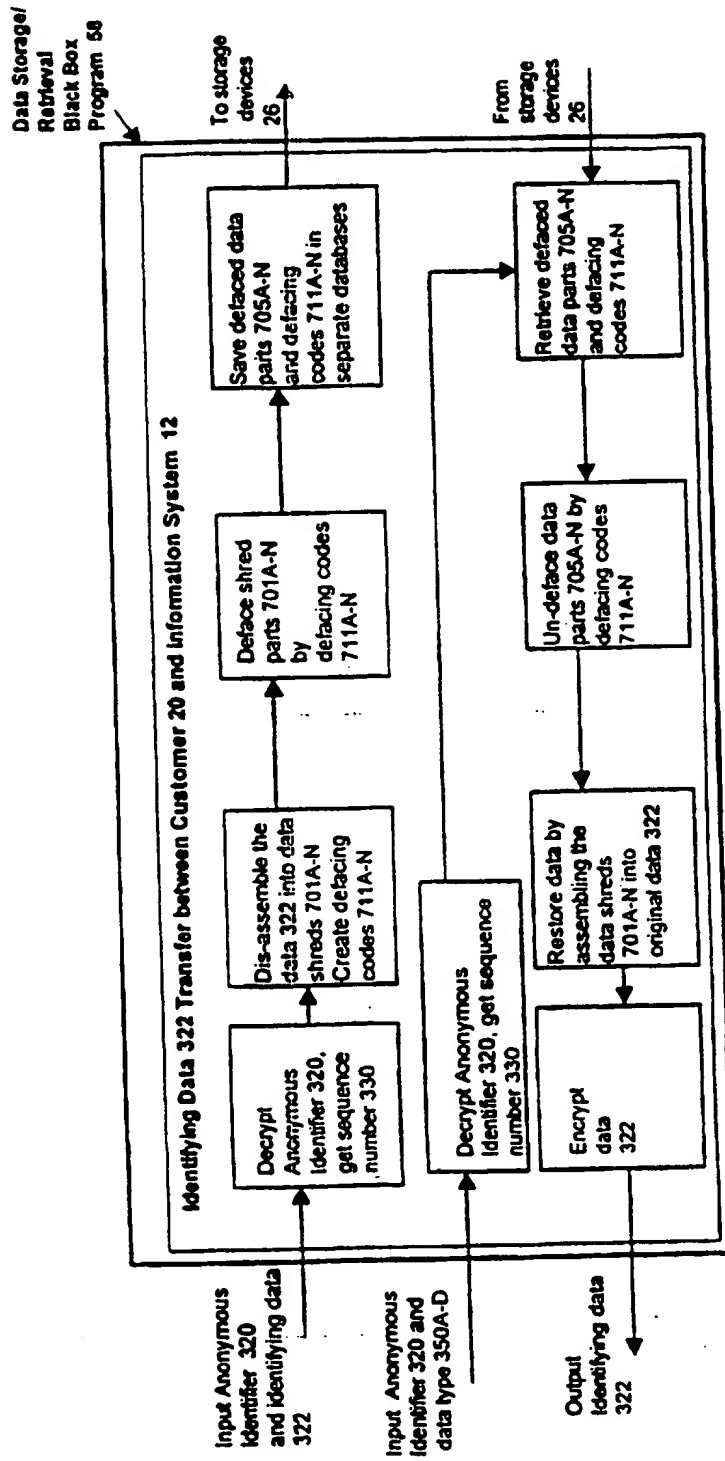 Data Storage/
Retrieval
Black Box
Program 58
Identifying Data 322 Transfer between Customer 20 and Information System 12
Input Anonymous
Identifier 320
and identifying data
322
Decrypt
Anonymous
Identifier 320,
get sequence
number 330
Dis-assemble the
data 322 into data
shreds 701A-N
Create defacing
codes 711A-N
Deface shred
parts 701A-N
by
defacing codes
711A-N
Save defaced data
parts 705A-N
and defacing
codes 711A-N in
separate databases
To storage
devices
26
Input Anonymous
Identifier 320 and
data type 350A-D
Decrypt Anonymous
Identifier 320, get sequence
number 330
From
storage
devices
26
Retrieve defaced
data parts 705A-N
and defacing
codes 711A-N
Un-deface data
parts 705A-N by
defacing codes
711A-N
Restore data by
assembling the
data shreds
701A-N into
original data 322
Encrypt
data
322
Output
Identifying data
322